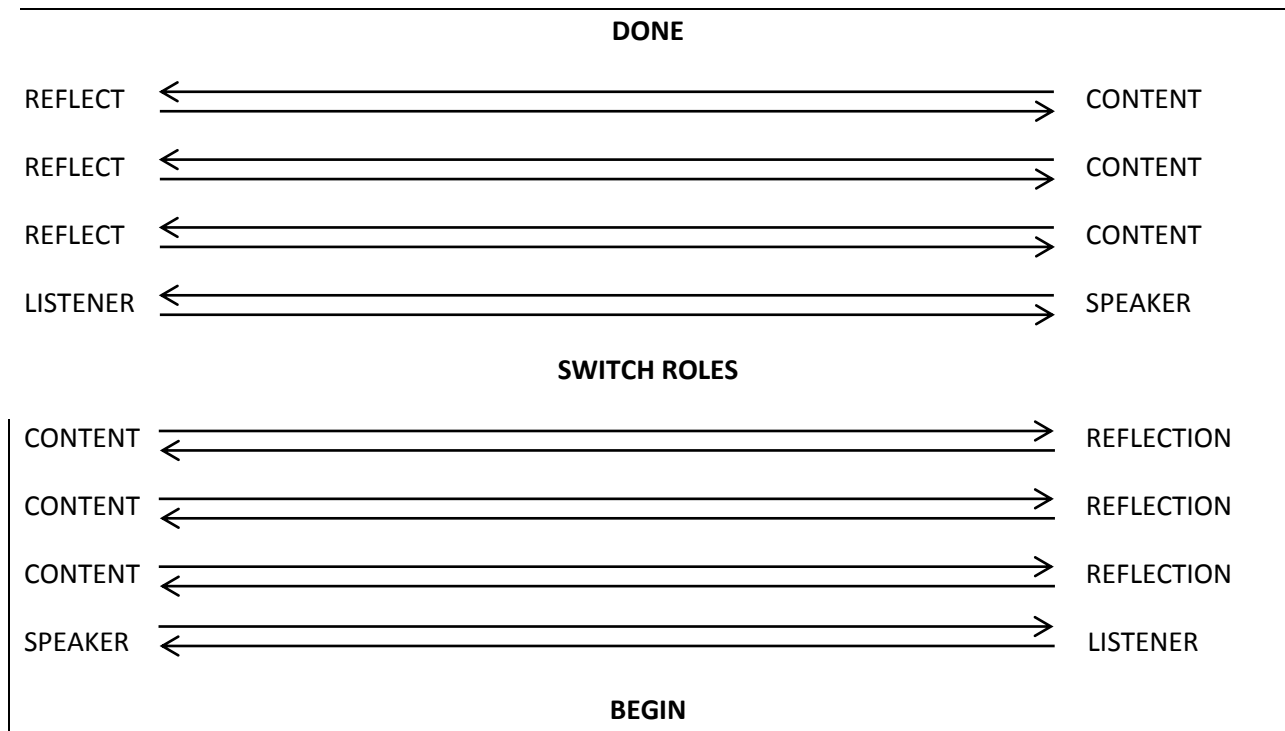 DONE
REFLECT CONTENT
REFLECT CONTENT
REFLECT CONTENT
LISTENER SPEAKER
SWITCH ROLES
CONTENT REFLECTION
CONTENT REFLECTION
CONTENT REFLECTION
SPEAKER LISTENER
BEGIN